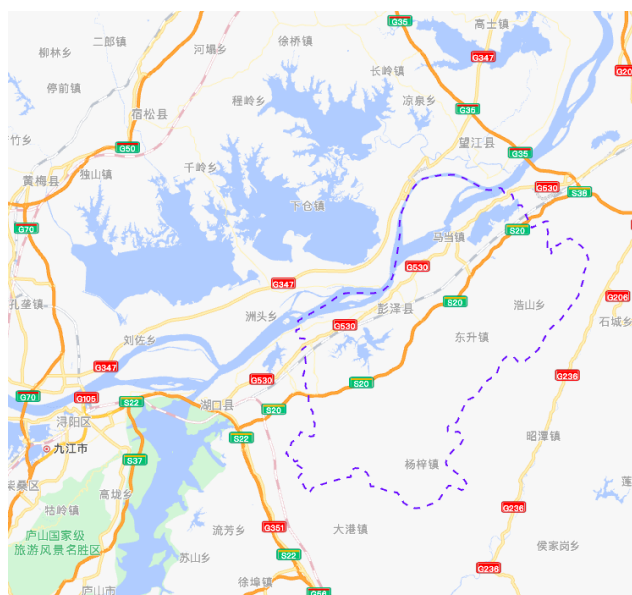 高士镇
G35
二郎镇
徐桥镇
柳林乡
河塌乡
G347
长岭镇
停前镇
程岭乡
凉泉乡
G35
宿松县
望江县
竹乡
G50
G35
千岭乡
独山镇
黄梅县
G530
S38
下仓镇
G70
S20
马当镇
G530
G347
G206
孔垄镇
洲头乡
彭泽县
S20
浩山乡
石城乡
刘佐乡
G530
东升镇
G347
G236
G530
S20
G70
G105
S22
湖口县
S20
浔阳区
S22
昭潭镇
九江市
S37
杨梓镇
柴桑区
高垅乡
牯岭镇
G236
流芳乡
G351
大港镇
庐山国家级
旅游风景名胜区
侯家岗乡
苏山乡
S22
G236
徐埠镇
庐山市
G56